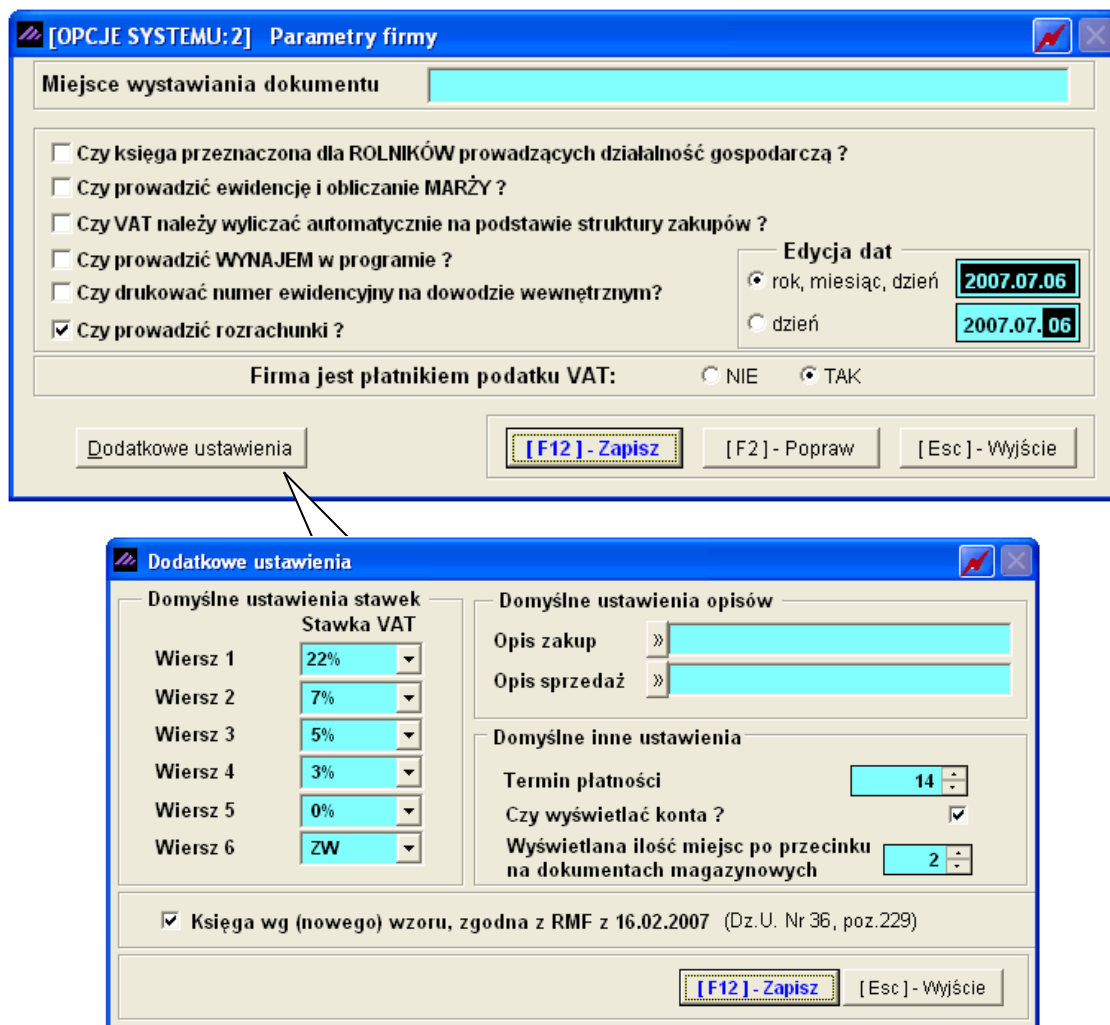 [OPCJE SYSTEMU:2] Parametry firmy
Miejsce wystawiania dokumentu
Czy księga przeznaczona dla ROLNIKÓW prowadzących działalność gospodarczą ?
Czy prowadzić ewidencję i obliczanie MARŻY ?
Czy VAT należy wyliczać automatycznie na podstawie struktury zakupów ?
Czy prowadzić WYNAJEM w programie ?
Czy drukować numer ewidencyjny na dowodzie wewnętrznym?
Czy prowadzić rozrachunki ?
Edycja dat
rok, miesiąc, dzień 2007.07.06
dzień 2007.07.06
Firma jest płatnikiem podatku VAT: NIE TAK
Dodatkowe ustawienia [ F12 ] - Zapisz [ F2 ] - Popraw [ Esc ] - Wyjście
Dodatkowe ustawienia
Domyślne ustawienia stawek
Stawka VAT
Wiersz 1 22%
Wiersz 2 7%
Wiersz 3 5%
Wiersz 4 3%
Wiersz 5 0%
Wiersz 6 ZW
Domyślne ustawienia opisów
Opis zakup »
Opis sprzedaż »
Domyślne inne ustawienia
Termin płatności 14
Czy wyświetlać konta ?
Wyświetlana ilość miejsc po przecinku
na dokumentach magazynowych 2
Księga wg (nowego) wzoru, zgodna z RMF z 16.02.2007 (Dz.U. Nr 36, poz.229)
[ F12 ] - Zapisz [ Esc ] - Wyjście